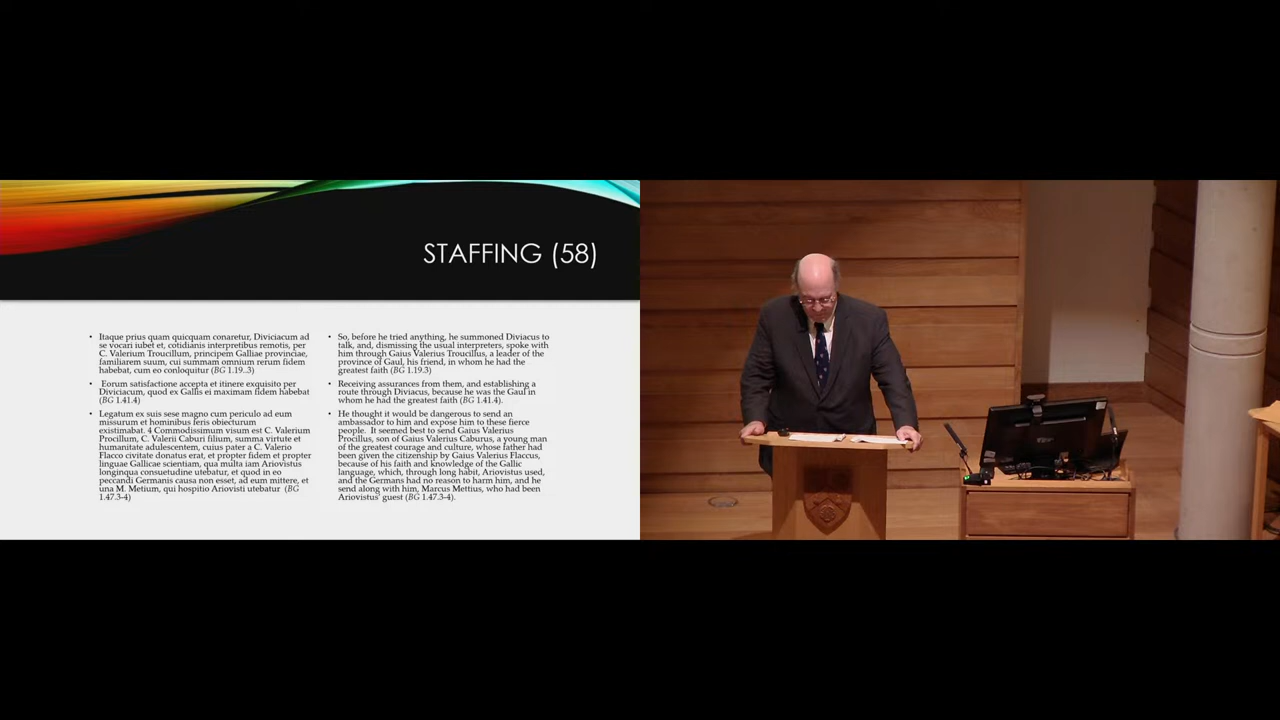 STAFFING (58)
• Itaque prius quam quicquam conaretur, Diviciacum ad
se vocari iubet et, cotidianis interpretibus remotis, per
C. Valerium Troucillum, principem Galliae provinciae,
familiarem suum, cui summam omnium rerum fidem
habebat, cum eo conloquitur (BG 1.19..3)
• Eorum satisfactione accepta et itinere exquisito per
Diviciacum, quod ex Gallis ei maximam fidem habebat
(BG 1.41.4)
• Legatum ex suis sese magno cum periculo ad eum
missurum et hominibus feris obiecturum
existimabat. 4 Commodissimum visum est C. Valerium
Procillum, C. Valerii Caburi filium, summa virtute et
humanitate adulescentem, cuius pater a C. Valerio
Flacco civitate donatus erat, et propter fidem et propter
linguae Gallicae scientiam, qua multa iam Ariovistus
longinqua consuetudine utebatur, et quod in eo
peccandi Germanis causa non esset, ad eum mittere, et
una M. Metium, qui hospitio Ariovisti utebatur (BG
1.47.3-4)
• So, before he tried anything, he summoned Diviacus to
talk, and, dismissing the usual interpreters, spoke with
him through Gaius Valerius Troucillus, a leader of the
province of Gaul, his friend, in whom he had the
greatest faith (BG 1.19.3)
• Receiving assurances from them, and establishing a
route through Diviacus, because he was the Gaul in
whom he had the greatest faith (BG 1.41.4).
• He thought it would be dangerous to send an
ambassador to him and expose him to these fierce
people. It seemed best to send Gaius Valerius
Procillus, son of Gaius Valerius Caburus, a young man
of the greatest courage and culture, whose father had
been given the citizenship by Gaius Valerius Flaccus,
because of his faith and knowledge of the Gallic
language, which, through long habit, Ariovistus used,
and the Germans had no reason to harm him, and he
send along with him, Marcus Mettius, who had been
Ariovistus' guest (BG 1.47.3-4).